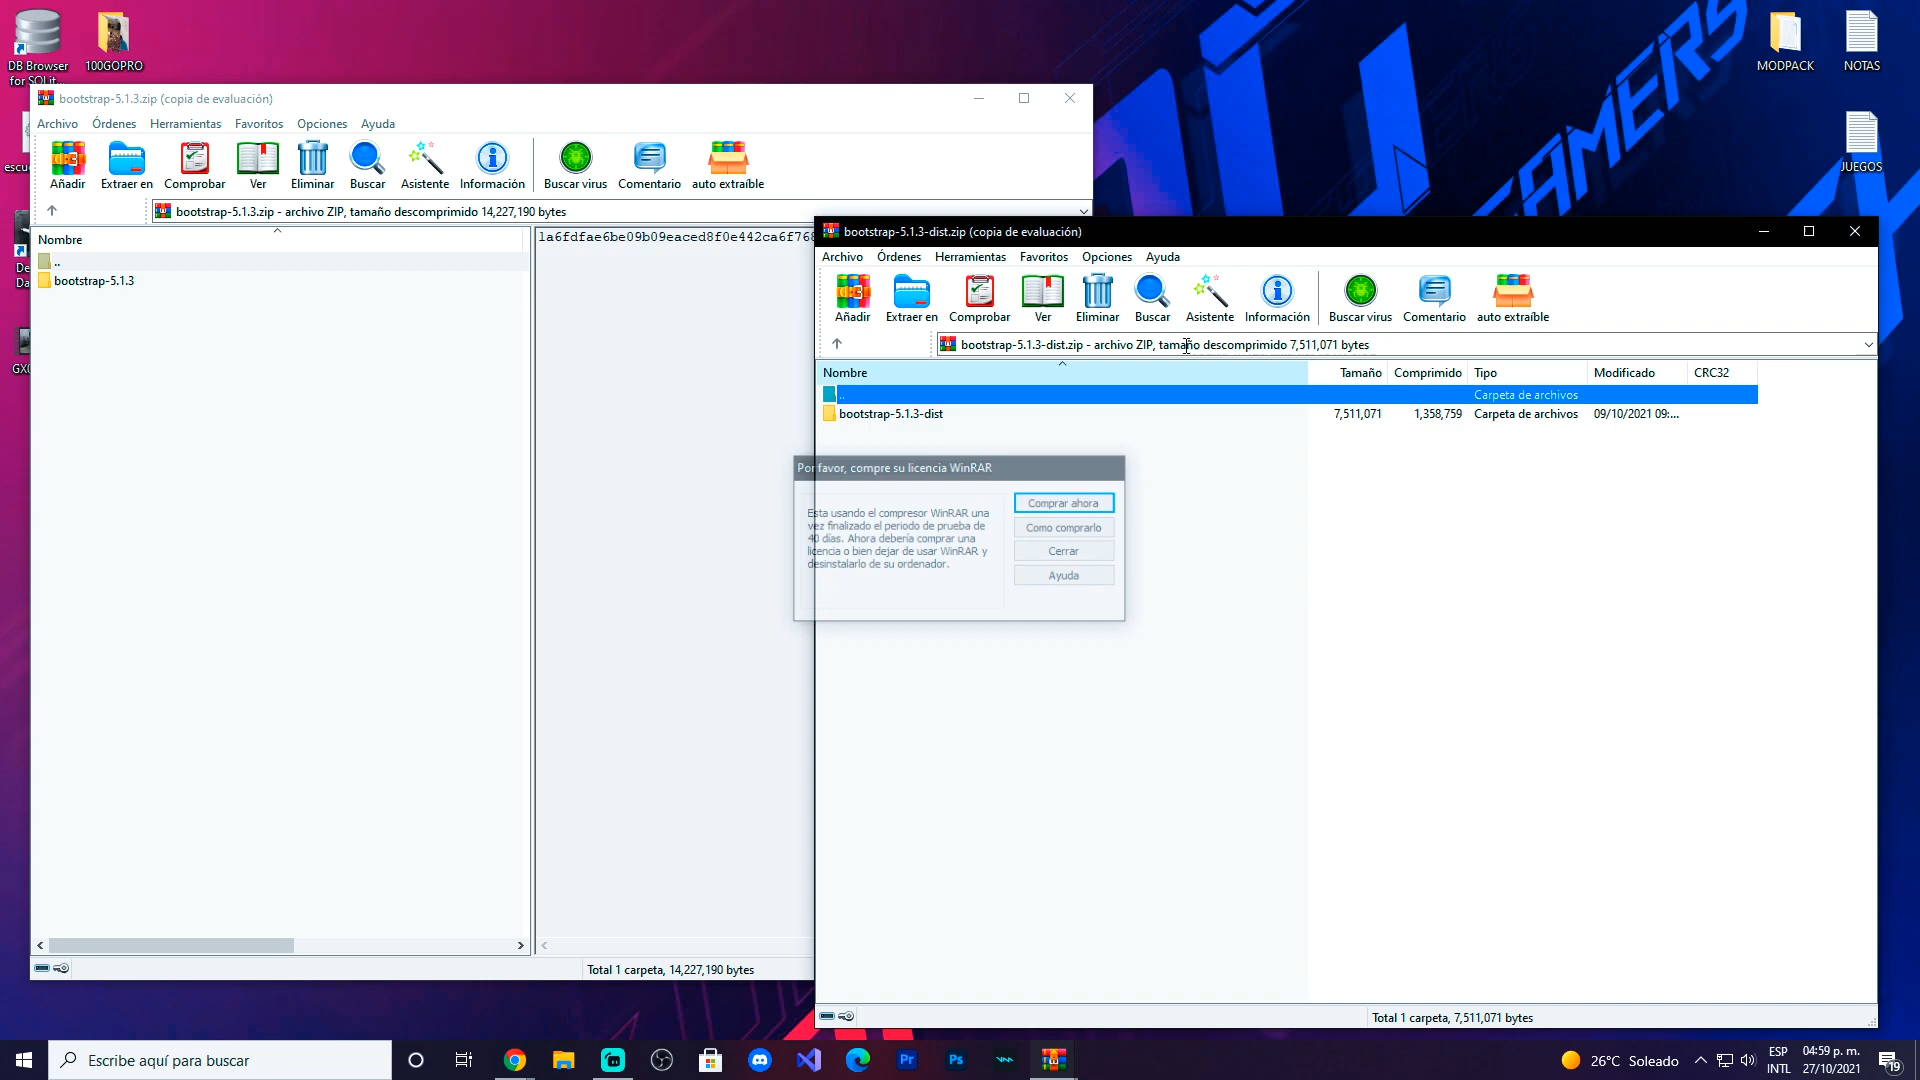 DB Browser
for SQLit...
100GOPRO
MODPACK
NOTAS
JUEGOS
GAMERS
bootstrap-5.1.3.zip (copia de evaluación)
Archivo Órdenes Herramientas Favoritos Opciones Ayuda
Añadir Extraer en Comprobar Ver Eliminar Buscar Asistente Información Buscar virus Comentario auto extraíble
bootstrap-5.1.3.zip - archivo ZIP, tamaño descomprimido 14,227,190 bytes
Nombre
..
bootstrap-5.1.3
1a6fdfae6be09b09eaced8f0e442ca6f768
Total 1 carpeta, 14,227,190 bytes
bootstrap-5.1.3-dist.zip (copia de evaluación)
Archivo Órdenes Herramientas Favoritos Opciones Ayuda
Añadir Extraer en Comprobar Ver Eliminar Buscar Asistente Información Buscar virus Comentario auto extraíble
bootstrap-5.1.3-dist.zip - archivo ZIP, tamaño descomprimido 7,511,071 bytes
Nombre Tamaño Comprimido Tipo Modificado CRC32
.. Carpeta de archivos
bootstrap-5.1.3-dist 7,511,071 1,358,759 Carpeta de archivos 09/10/2021 09:...
Por favor, compre su licencia WinRAR
Esta usando el compresor WinRAR una
vez finalizado el periodo de prueba de
40 días. Ahora debería comprar una
licencia o bien dejar de usar WinRAR y
desinstalarlo de su ordenador.
Comprar ahora
Como comprarlo
Cerrar
Ayuda
Total 1 carpeta, 7,511,071 bytes
Escribe aquí para buscar
Pr
Ps
26°C Soleado
ESP
INTL
04:59 p. m.
27/10/2021
19